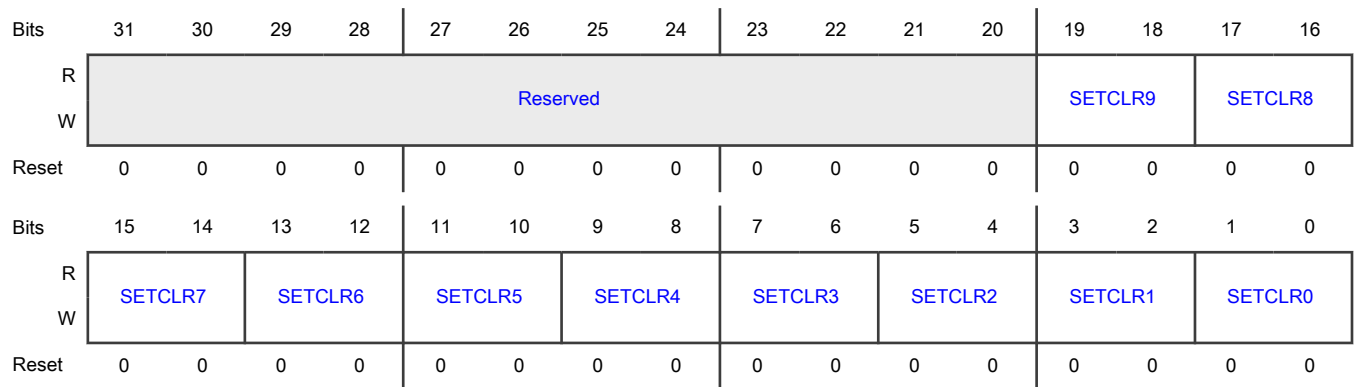 Bits 31 30 29 28 27 26 25 24 23 22 21 20 19 18 17 16
R
Reserved SETCLR9 SETCLR8
W
Reset 0 0 0 0 0 0 0 0 0 0 0 0 0 0 0 0
Bits 15 14 13 12 11 10 9 8 7 6 5 4 3 2 1 0
R
SETCLR7 SETCLR6 SETCLR5 SETCLR4 SETCLR3 SETCLR2 SETCLR1 SETCLR0
W
Reset 0 0 0 0 0 0 0 0 0 0 0 0 0 0 0 0